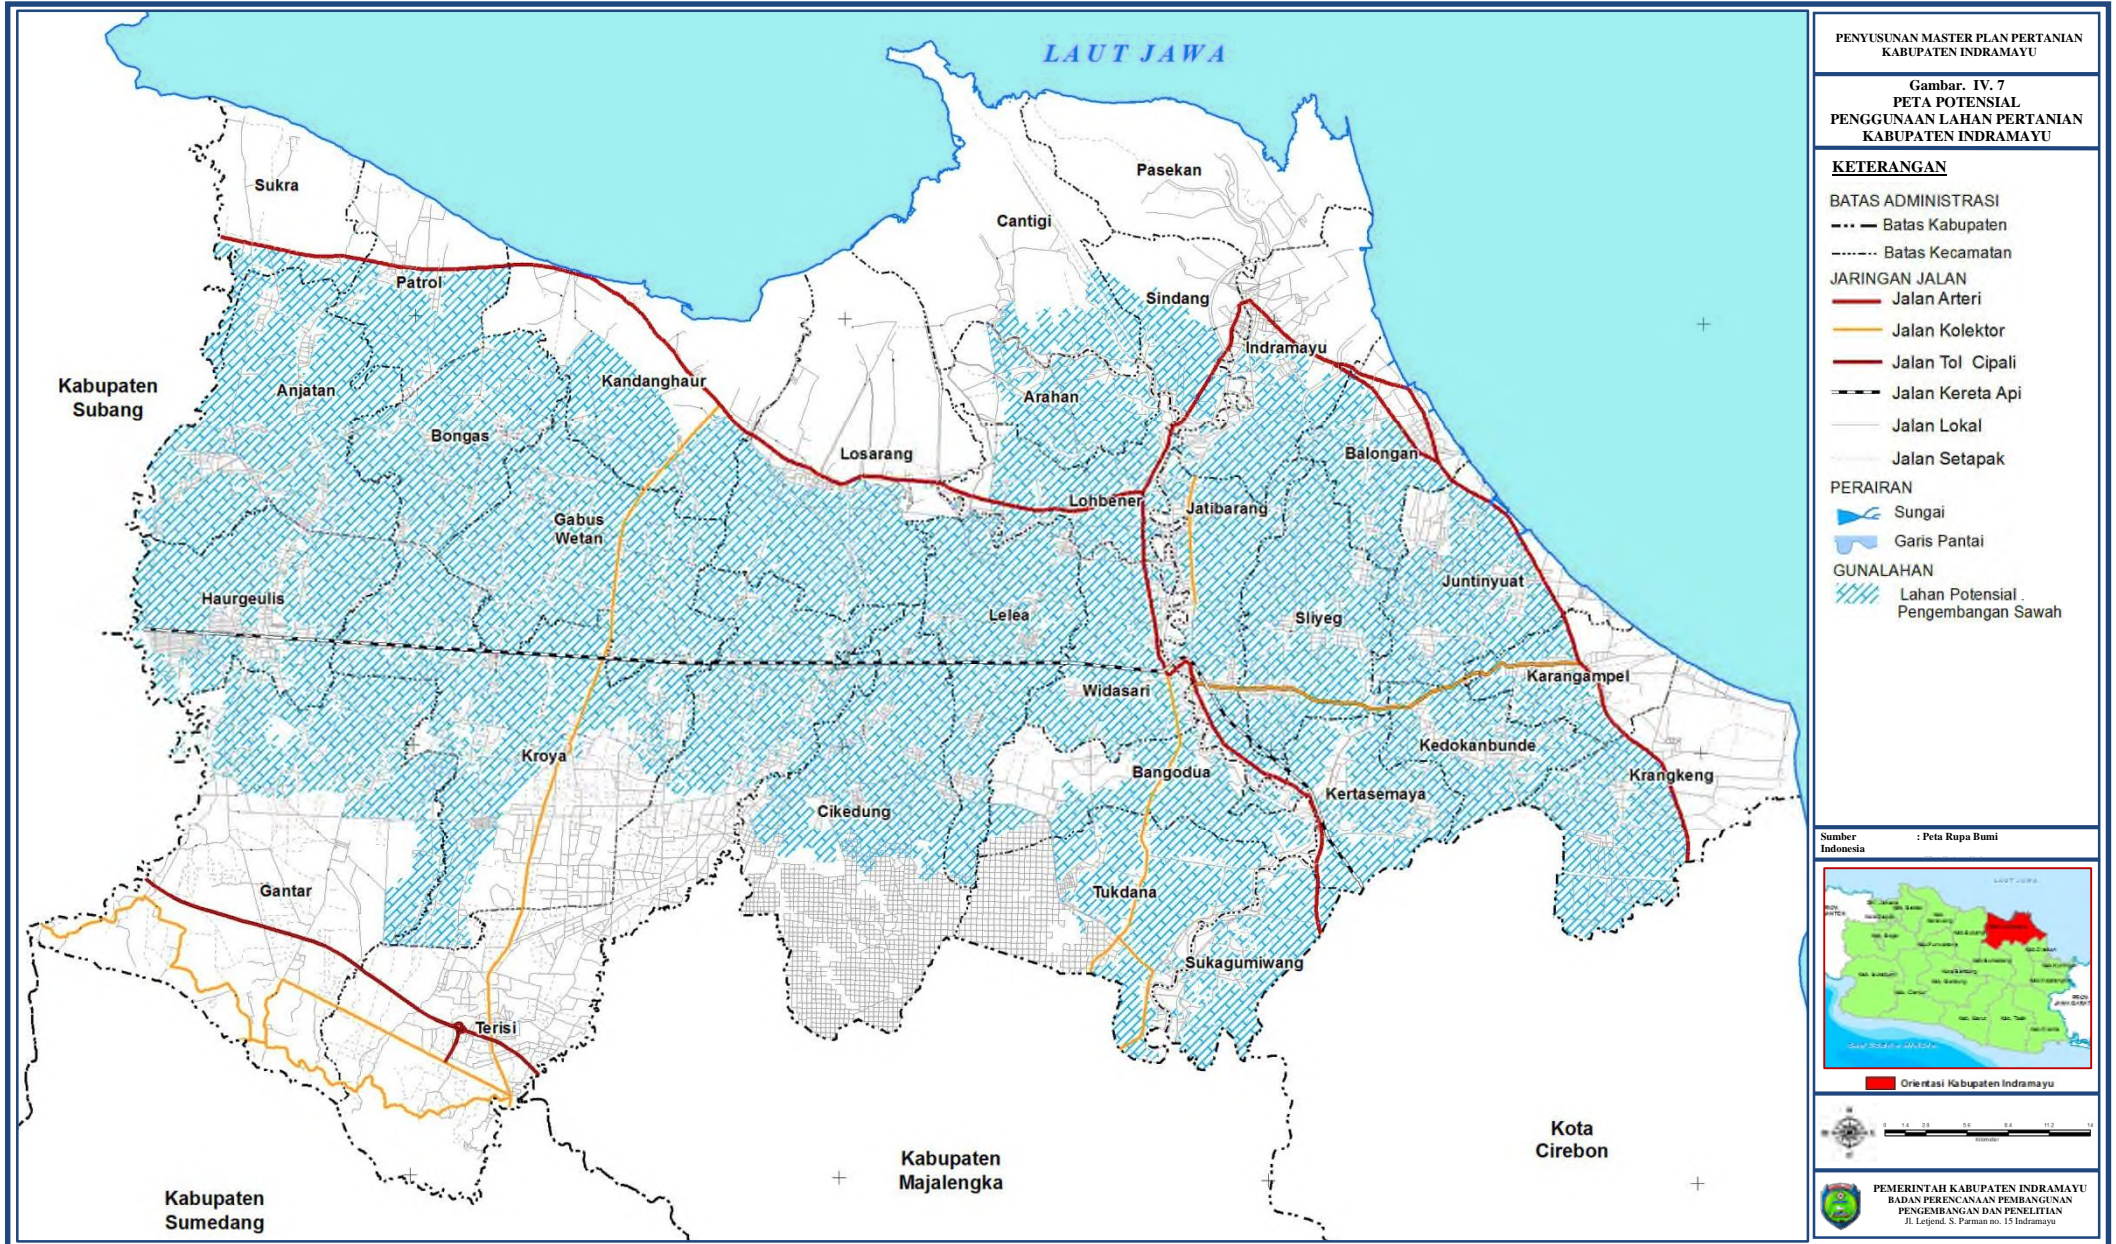 LAUT JAWA
Sukra
Pasekan
Cantigi
Patrol
Sindang
Indramayu
Kabupaten
Subang
Anjatan
Kandanghaur
Arahan
Bongas
Losarang
Balongan
Lohbener
Jatibarang
Gabus
Wetan
Juntinyuat
Haurgeulis
Lelea
Sliyeg
Widasari
Karangampel
Kroya
Bangodua
Kedokanbunde
Krangkeng
Cikedung
Kertasemaya
Gantar
Tukdana
Sukagumiwang
Terisi
Kota
Cirebon
Kabupaten
Majalengka
Kabupaten
Sumedang
PENYUSUNAN MASTER PLAN PERTANIAN
KABUPATEN INDRAMAYU
Gambar. IV. 7
PETA POTENSIAL
PENGGUNAAN LAHAN PERTANIAN
KABUPATEN INDRAMAYU
KETERANGAN
BATAS ADMINISTRASI
Batas Kabupaten
Batas Kecamatan
JARINGAN JALAN
Jalan Arteri
Jalan Kolektor
Jalan Tol Cipali
Jalan Kereta Api
Jalan Lokal
Jalan Setapak
PERAIRAN
Sungai
Garis Pantai
GUNALAHAN
Lahan Potensial .
Pengembangan Sawah
Sumber : Peta Rupa Bumi
Indonesia
LAUT JAWA
Orientasi Kabupaten Indramayu
Kilometer
PEMERINTAH KABUPATEN INDRAMAYU
BADAN PERENCANAAN PEMBANGUNAN
PENGEMBANGAN DAN PENELITIAN
Jl. Letjend. S. Parman no. 15 Indramayu